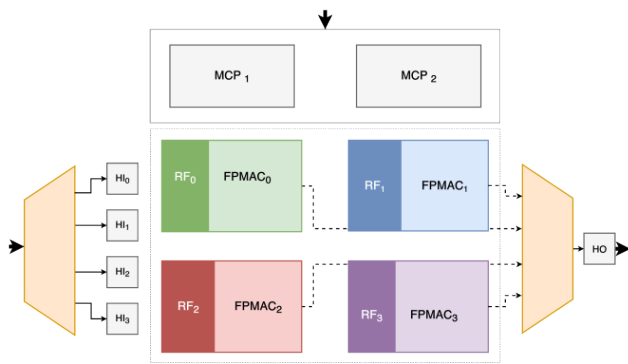 MCP 1
MCP 2
HI0
HI1
HI2
HI3
RF0
FPMAC0
RF1
FPMAC1
RF2
FPMAC2
RF3
FPMAC3
HO